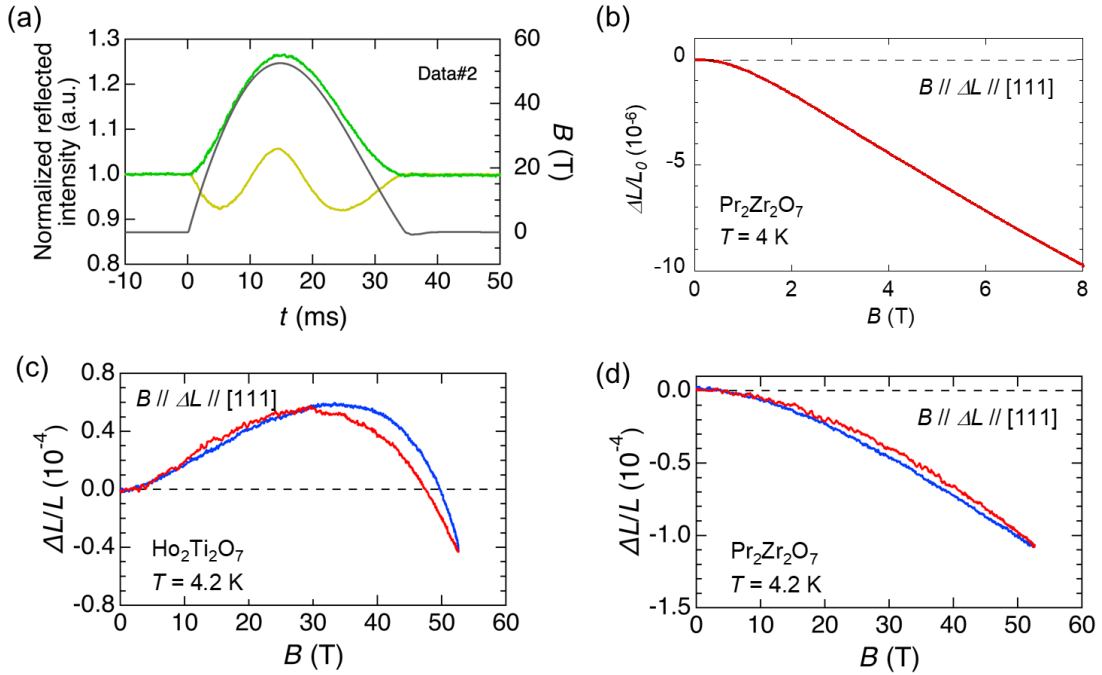 (a)
Normalized reflected
intensity (a.u.)
1.3
1.2
1.1
1.0
0.9
0.8
Data#2
60
40
20
0
B (T)
-10 0 10 20 30 40 50
t (ms)
(b)
ΔL/L₀ (10⁻⁶)
0
-5
-10
B // ΔL // [111]
Pr₂Zr₂O₇
T = 4 K
0 2 4 6 8
B (T)
(c)
ΔL/L (10⁻⁴)
0.8
0.4
0.0
-0.4
-0.8
B // ΔL // [111]
Ho₂Ti₂O₇
T = 4.2 K
0 10 20 30 40 50 60
B (T)
(d)
ΔL/L (10⁻⁴)
0.0
-0.5
-1.0
-1.5
B // ΔL // [111]
Pr₂Zr₂O₇
T = 4.2 K
0 10 20 30 40 50 60
B (T)